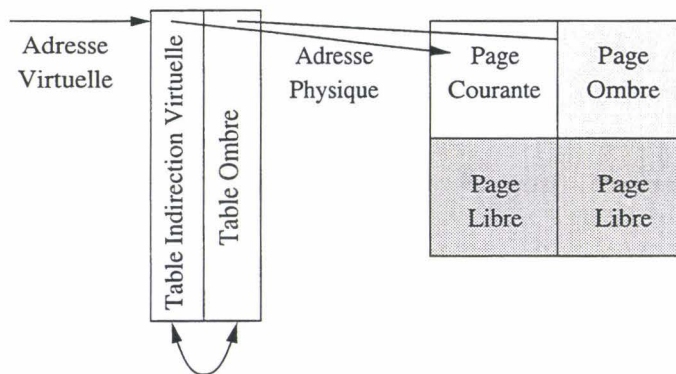 Adresse
Virtuelle
Table Indirection Virtuelle
Table Ombre
Adresse
Physique
Page
Courante
Page
Ombre
Page
Libre
Page
Libre